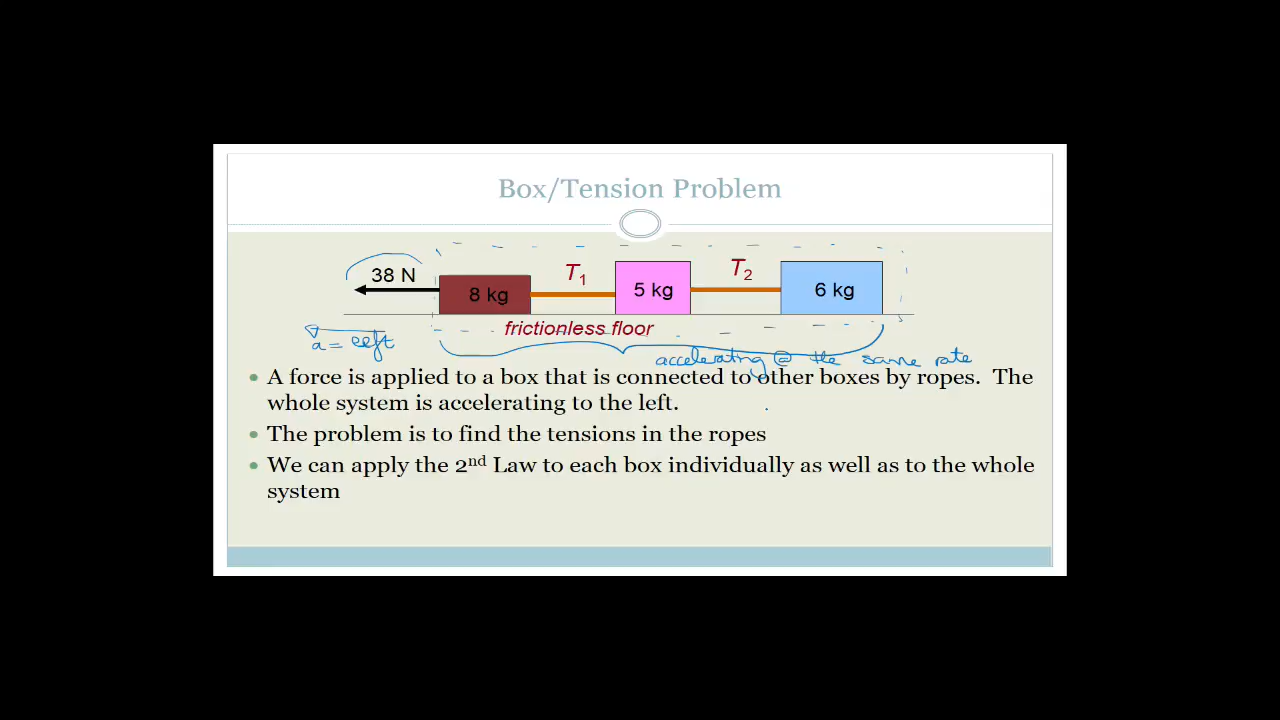 Box/Tension Problem
38 N
T1
T2
8 kg
5 kg
6 kg
frictionless floor
a = left
accelerating @ the same rate
A force is applied to a box that is connected to other boxes by ropes. The
whole system is accelerating to the left.
The problem is to find the tensions in the ropes
We can apply the 2nd Law to each box individually as well as to the whole
system